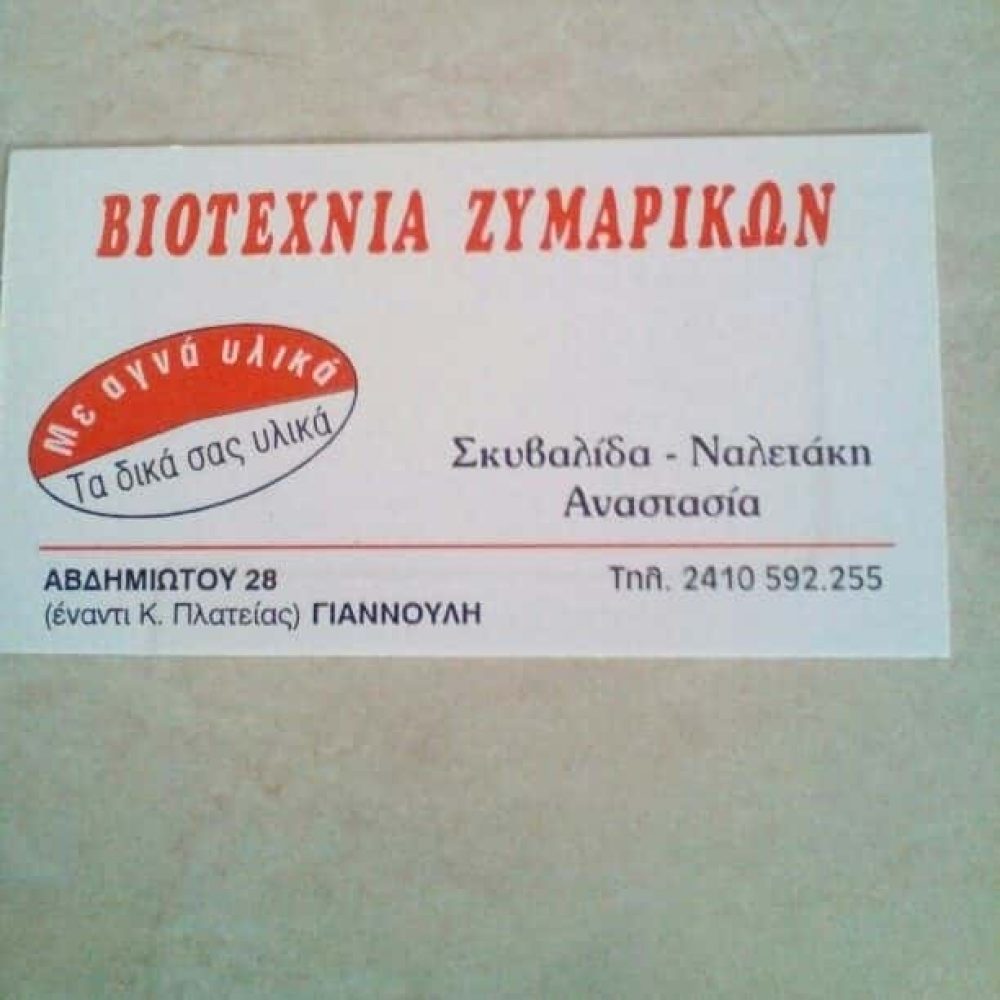 ΒΙΟΤΕΧΝΙΑ ΖΥΜΑΡΙΚΩΝ
Με αγνά υλικά
Τα δικά σας υλικά
Σκυβαλίδα - Ναλετάκη
Αναστασία
ΑΒΔΗΜΙΩΤΟΥ 28
(έναντι Κ. Πλατείας) ΓΙΑΝΝΟΥΛΗ
Τηλ. 2410 592.255